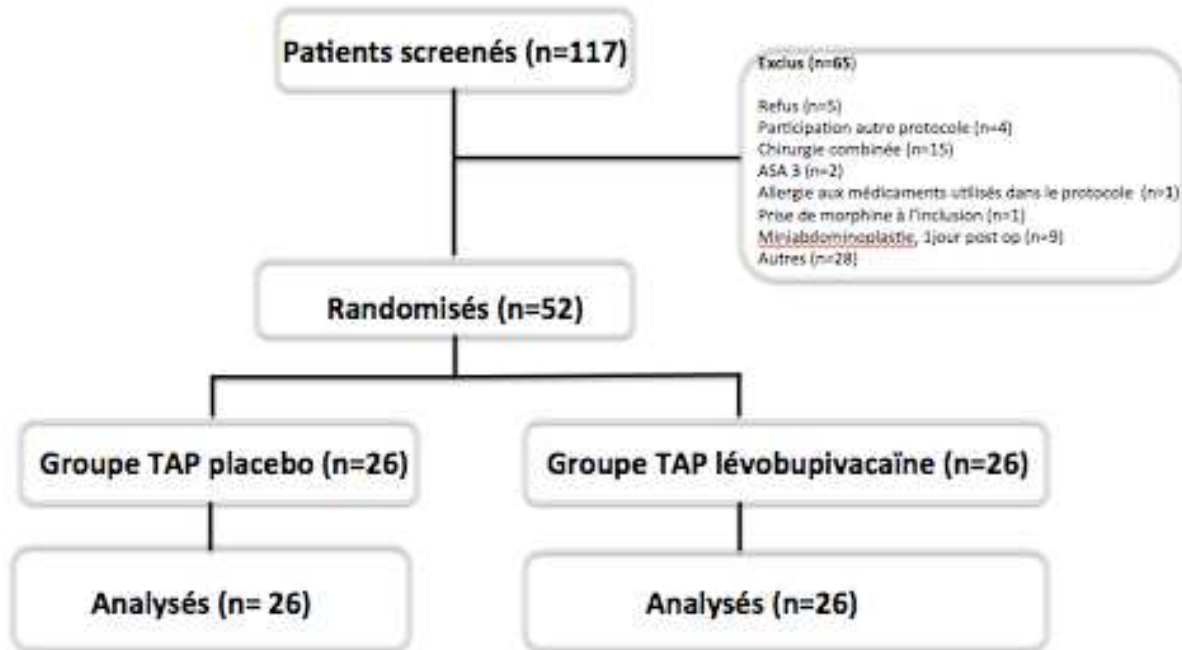 Patients screenés (n=117)
Exclus (n=65)
Refus (n=5)
Participation autre protocole (n=4)
Chirurgie combinée (n=15)
ASA 3 (n=2)
Allergie aux médicaments utilisés dans le protocole (n=1)
Prise de morphine à l'inclusion (n=1)
Miniabdominoplastie, 1jour post op (n=9)
Autres (n=28)
Randomisés (n=52)
Groupe TAP placebo (n=26)
Groupe TAP lévobupivacaïne (n=26)
Analysés (n= 26)
Analysés (n=26)